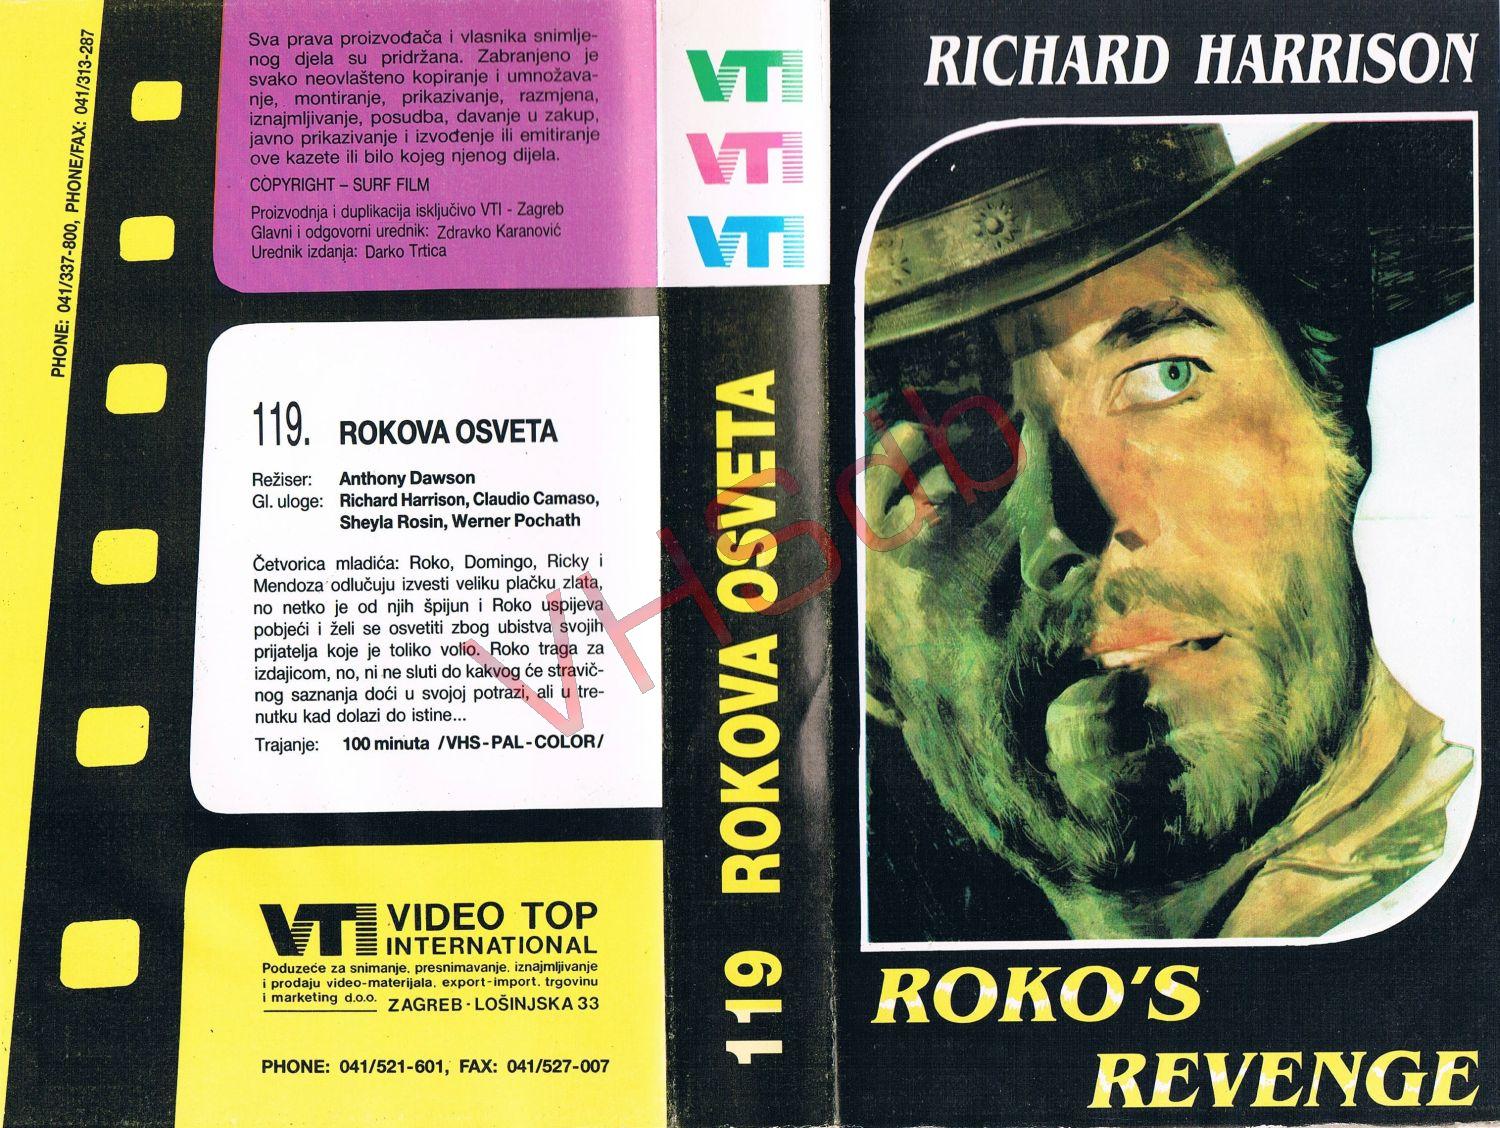 PHONE: 041/337-800, PHONE/FAX: 041/313-287
Sva prava proizvođača i vlasnika snimlje-
nog djela su pridržana. Zabranjeno je
svako neovlašteno kopiranje i umnožava-
nje, montiranje, prikazivanje, razmjena,
iznajmljivanje, posudba, davanje u zakup,
javno prikazivanje i izvođenje ili emitiranje
ove kazete ili bilo kojeg njenog dijela.
COPYRIGHT – SURF FILM
Proizvodnja i duplikacija isključivo VTI - Zagreb
Glavni i odgovorni urednik: Zdravko Karanović
Urednik izdanja: Darko Trtica
119. ROKOVA OSVETA
Režiser: Anthony Dawson
Gl. uloge: Richard Harrison, Claudio Camaso,
Sheyla Rosin, Werner Pochath
Četvorica mladića: Roko, Domingo, Ricky i
Mendoza odlučuju izvesti veliku plačku zlata,
no netko je od njih špijun i Roko uspijeva
pobjeći i želi se osvetiti zbog ubistva svojih
prijatelja koje je toliko volio. Roko traga za
izdajicom, no, ni ne sluti do kakvog će stravič-
nog saznanja doći u svojoj potrazi, ali u tre-
nutku kad dolazi do istine...
Trajanje: 100 minuta /VHS-PAL-COLOR/
VTI VIDEO TOP
INTERNATIONAL
Poduzeće za snimanje, presnimavanje, iznajmljivanje
i prodaju video-materijala, export-import, trgovinu
i marketing d.o.o. ZAGREB - LOŠINJSKA 33
PHONE: 041/521-601, FAX: 041/527-007
VTI
VTI
VTI
119 ROKOVA OSVETA
RICHARD HARRISON
ROKO'S
REVENGE
VHSdb